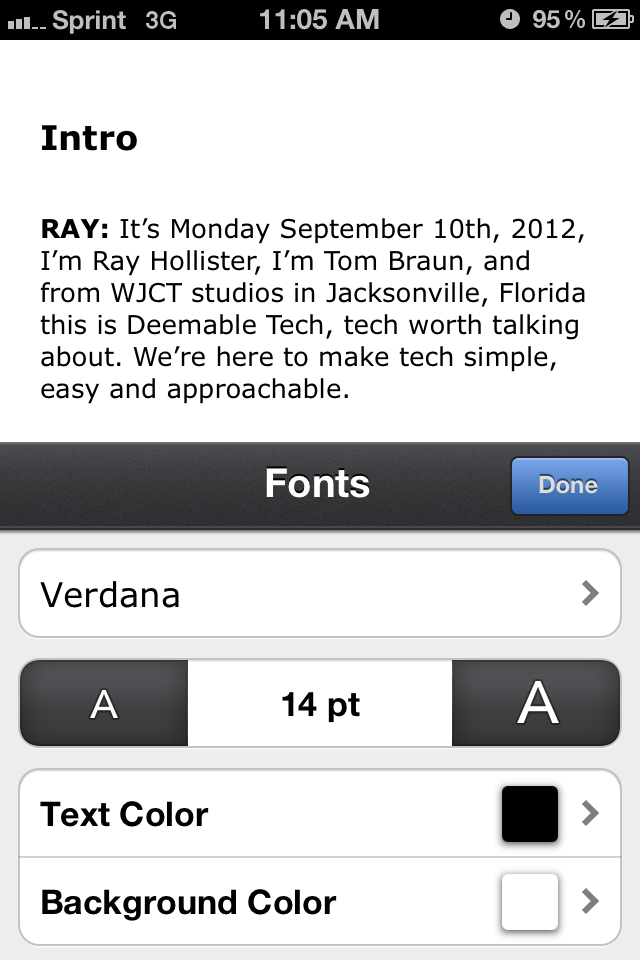 Sprint 3G 11:05 AM 95%
Intro
RAY: It’s Monday September 10th, 2012,
I’m Ray Hollister, I’m Tom Braun, and
from WJCT studios in Jacksonville, Florida
this is Deemable Tech, tech worth talking
about. We’re here to make tech simple,
easy and approachable.
Fonts Done
Verdana
A 14 pt A
Text Color
Background Color